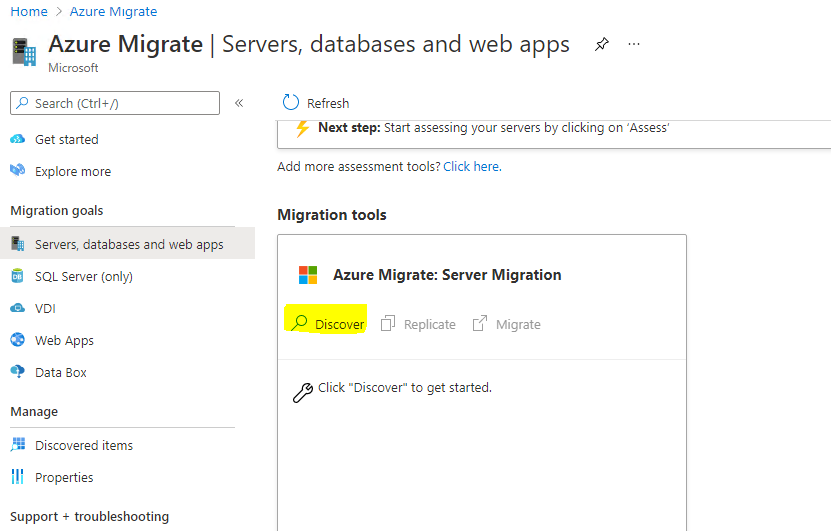 Home > Azure Migrate
Azure Migrate | Servers, databases and web apps
Microsoft
Search (Ctrl+/)
Get started
Explore more
Migration goals
Servers, databases and web apps
SQL Server (only)
VDI
Web Apps
Data Box
Manage
Discovered items
Properties
Support + troubleshooting
Refresh
Next step: Start assessing your servers by clicking on ‘Assess’
Add more assessment tools? Click here.
Migration tools
Azure Migrate: Server Migration
Discover Replicate Migrate
Click "Discover" to get started.